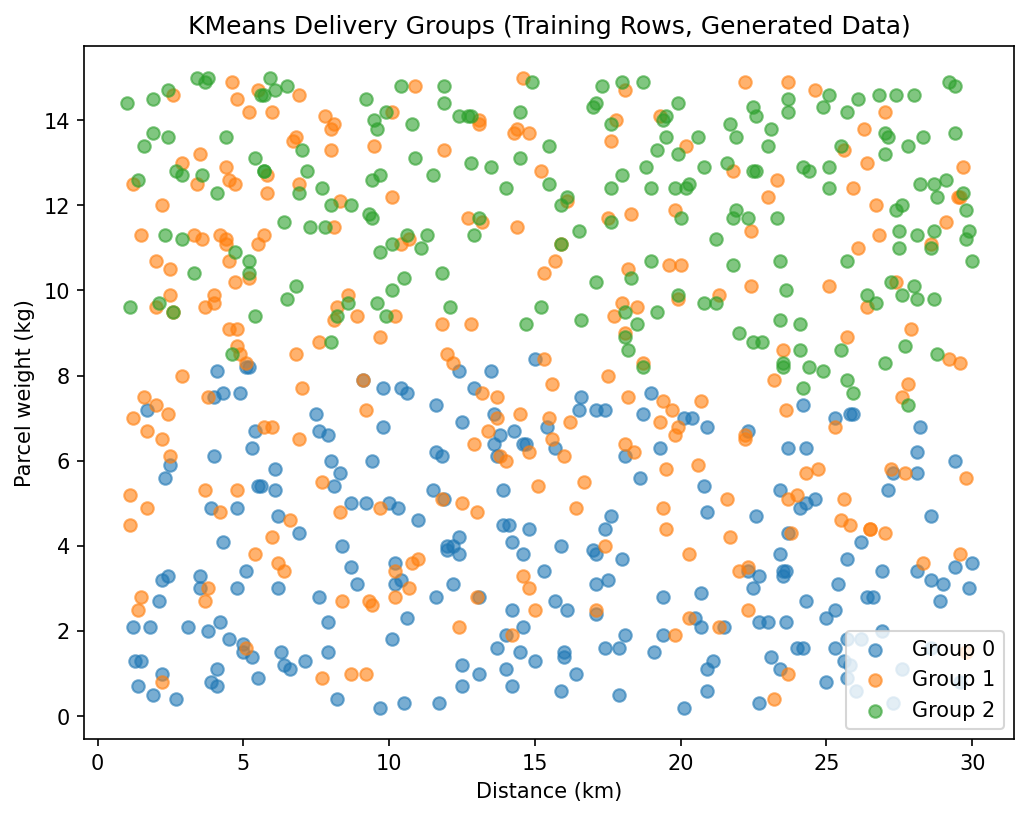 KMeans Delivery Groups (Training Rows, Generated Data)
Parcel weight (kg)
14
12
10
8
6
4
2
0
0 5 10 15 20 25 30
Distance (km)
Group 0
Group 1
Group 2